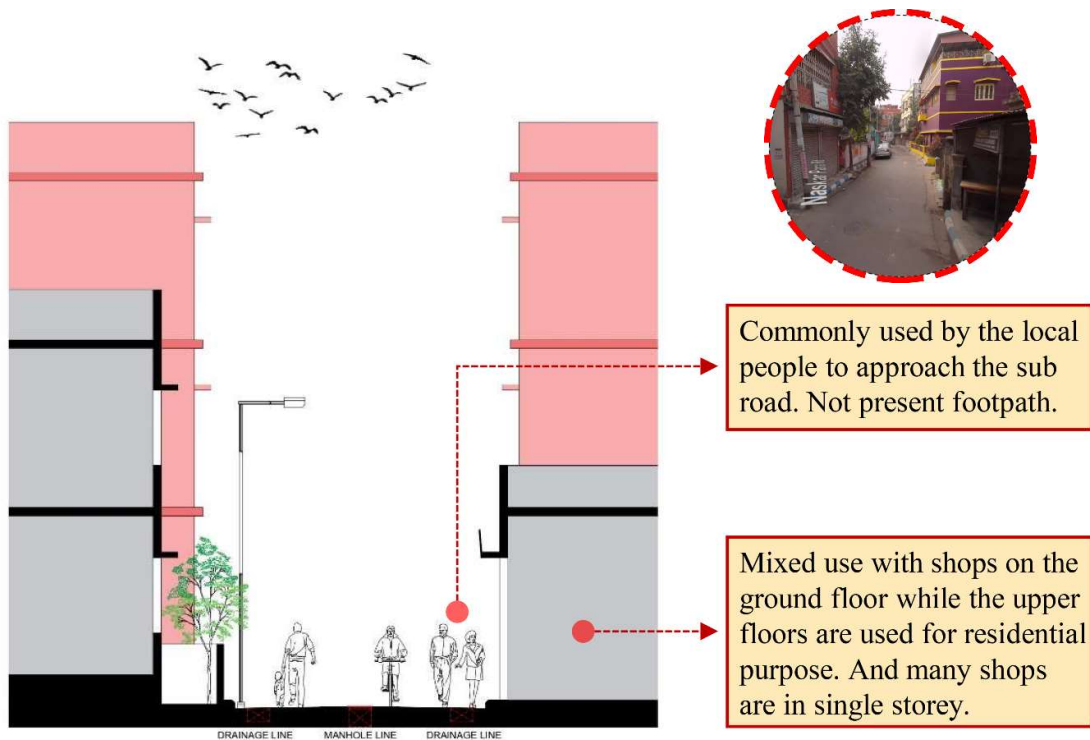 Commonly used by the local
people to approach the sub
road. Not present footpath.
Mixed use with shops on the
ground floor while the upper
floors are used for residential
purpose. And many shops
are in single storey.
DRAINAGE LINE
MANHOLE LINE
DRAINAGE LINE